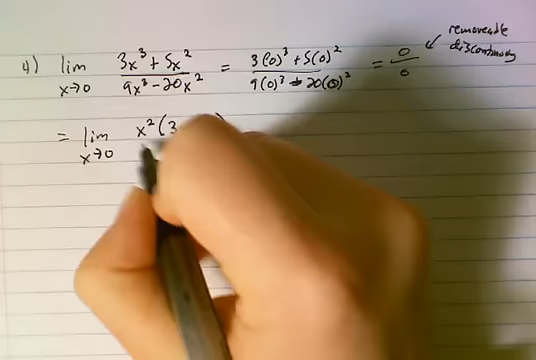 removeable
discontinuity
4) lim x→0 (3x³ + 5x²)/(9x³ − 20x²) = (3(0)³ + 5(0)²)/(9(0)³ − 20(0)²) = 0/0
= lim x→0 x²(3